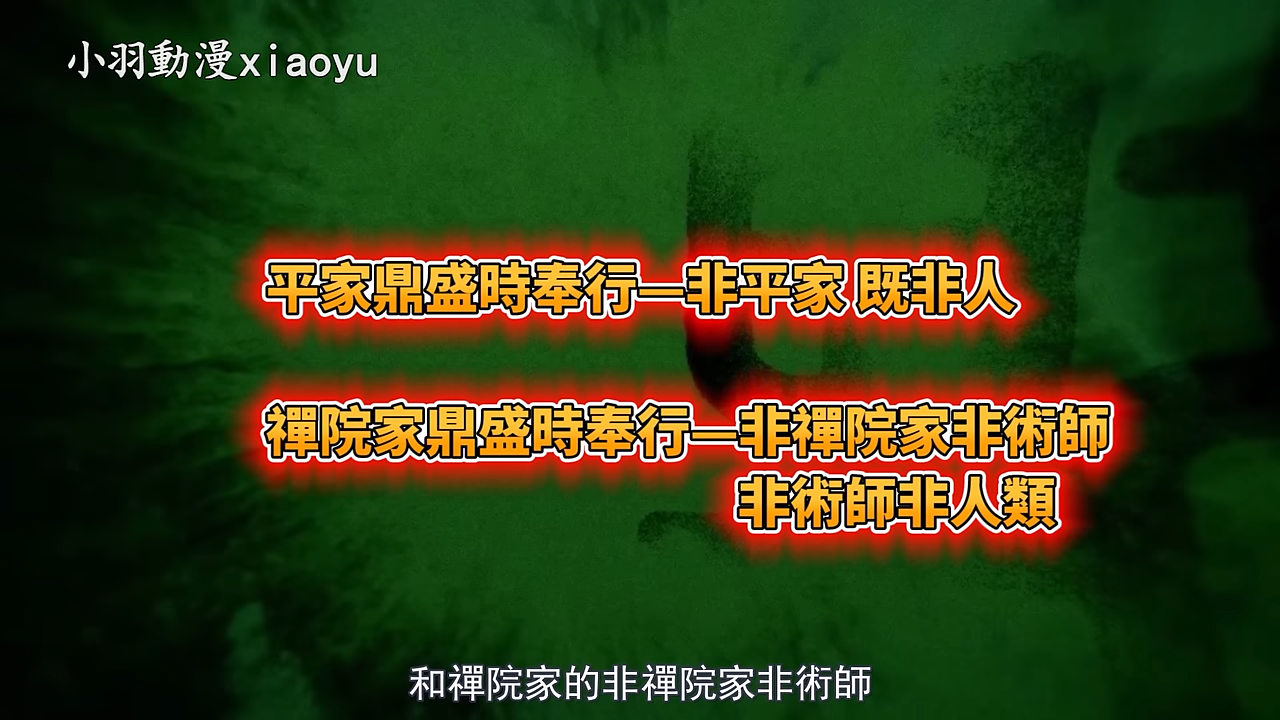 小羽動漫xiaoyu
平家鼎盛時奉行—非平家 既非人
禪院家鼎盛時奉行—非禪院家非術師
非術師非人類
和禪院家的非禪院家非術師